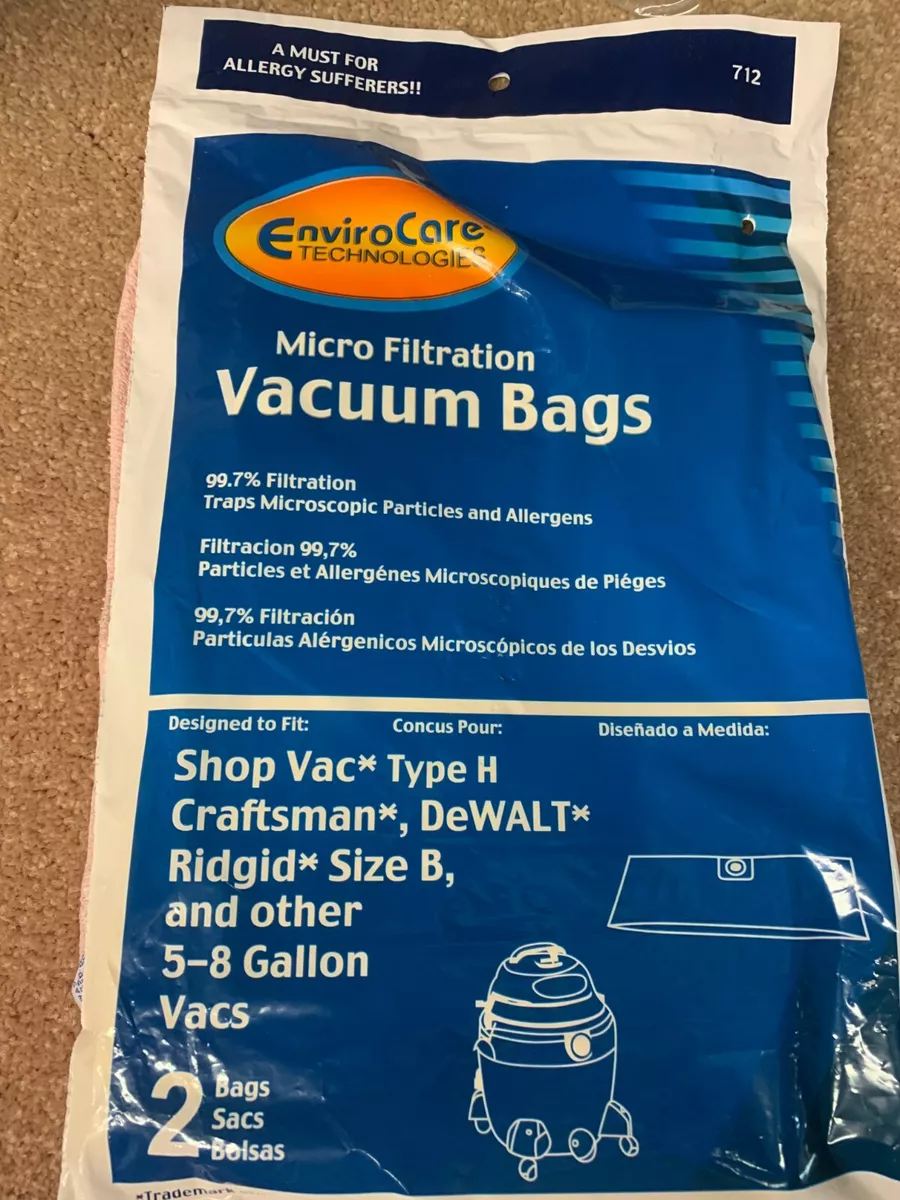 A MUST FOR
ALLERGY SUFFERERS!!
712
EnviroCare
TECHNOLOGIES
Micro Filtration
Vacuum Bags
99.7% Filtration
Traps Microscopic Particles and Allergens
Filtracion 99,7%
Particles et Allergénes Microscopiques de Piéges
99,7% Filtración
Particulas Alérgenicos Microscópicos de los Desvios
Designed to Fit: Concus Pour: Diseñado a Medida:
Shop Vac* Type H
Craftsman*, DeWALT*
Ridgid* Size B,
and other
5-8 Gallon
Vacs
2 Bags
Sacs
Bolsas